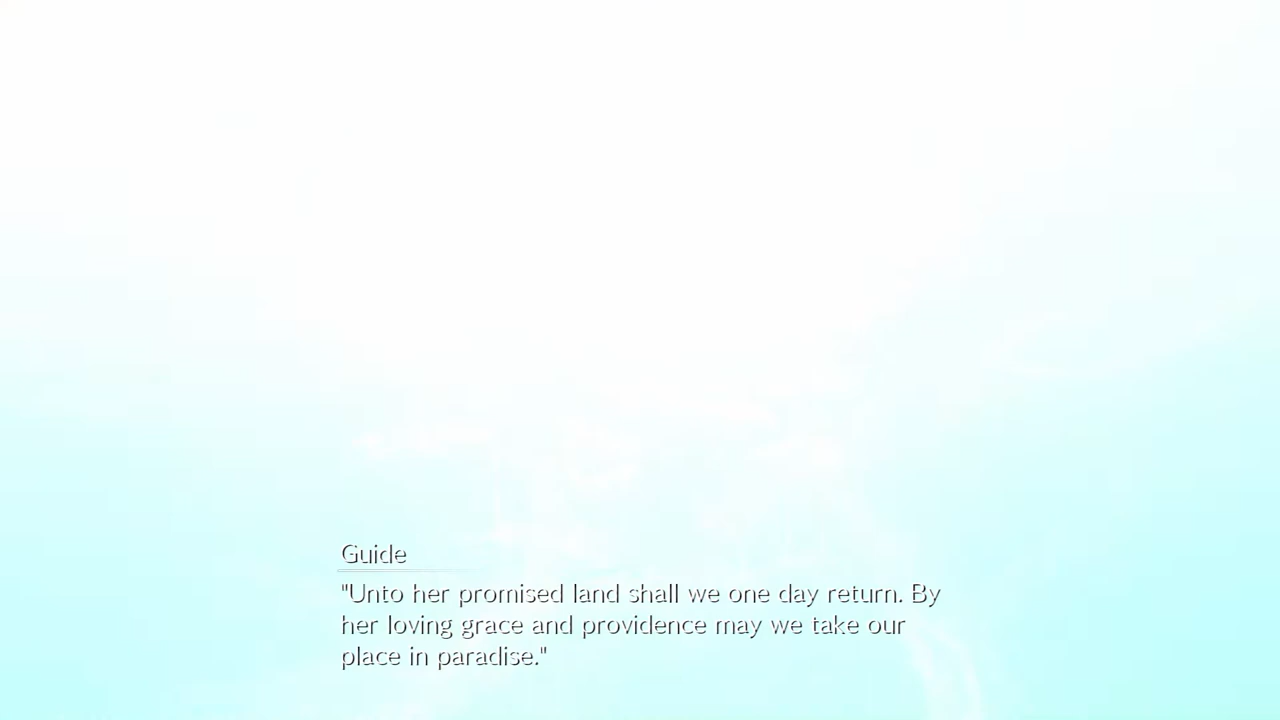 Guide
"Unto her promised land shall we one day return. By
her loving grace and providence may we take our
place in paradise."